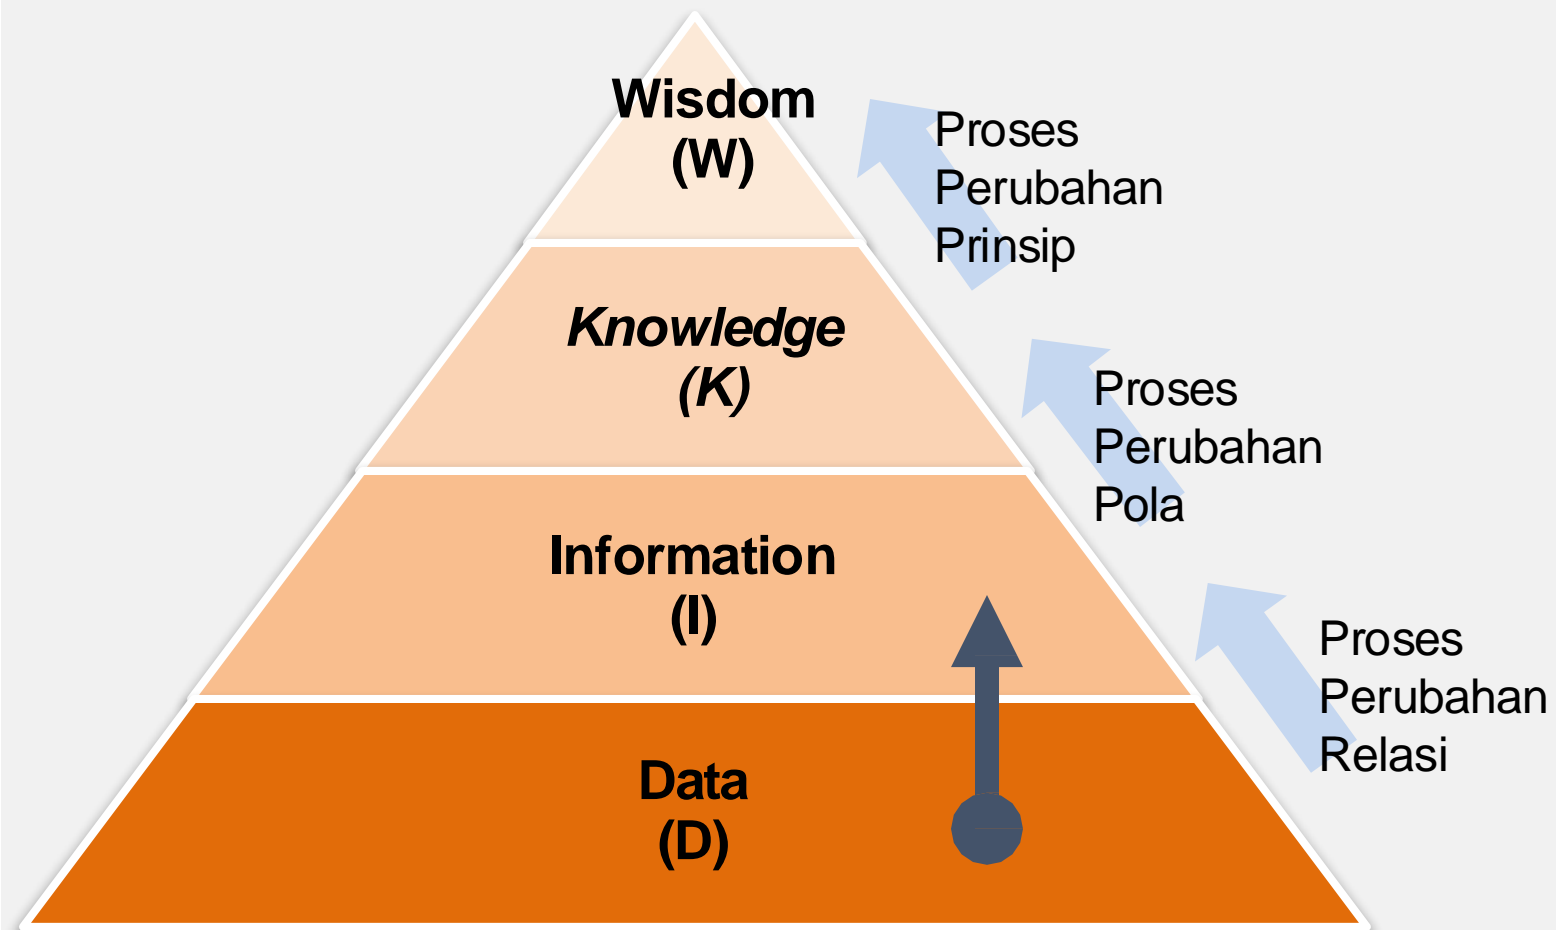 Wisdom
(W)
Proses
Perubahan
Prinsip
Knowledge
(K)
Proses
Perubahan
Pola
Information
(I)
Proses
Perubahan
Relasi
Data
(D)